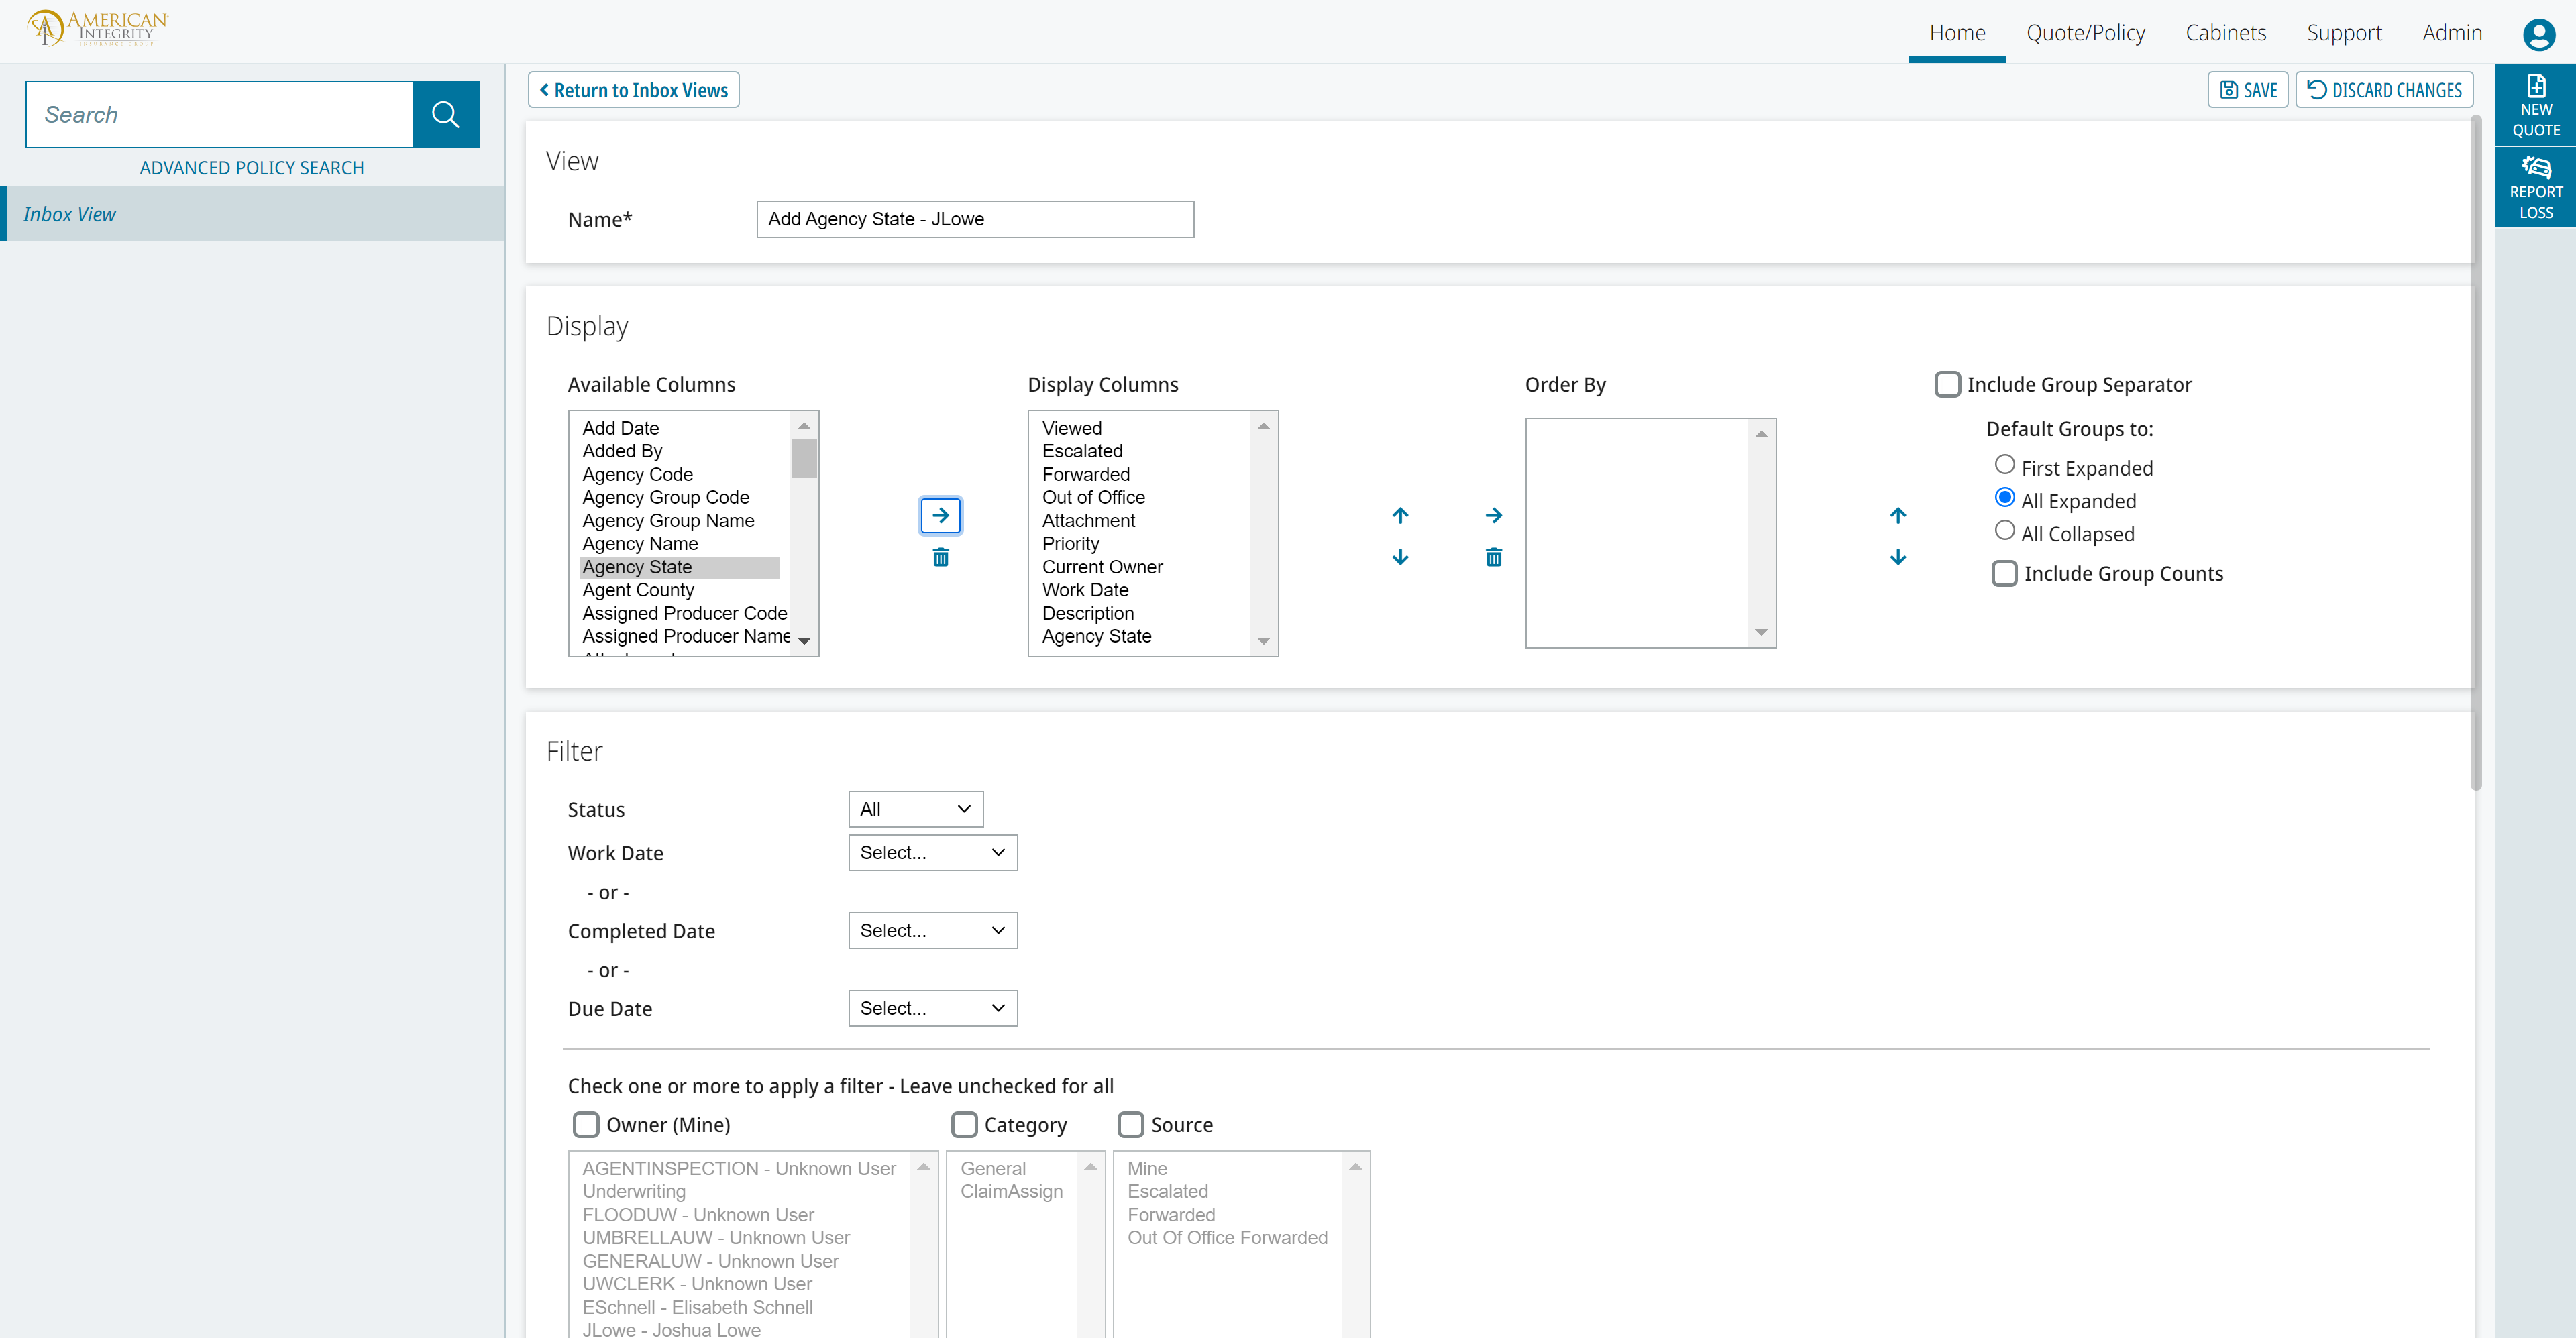 AMERICAN
INTEGRITY
INSURANCE GROUP
Home
Quote/Policy
Cabinets
Support
Admin
Search
ADVANCED POLICY SEARCH
Inbox View
Return to Inbox Views
SAVE
DISCARD CHANGES
NEW
QUOTE
REPORT
LOSS
View
Name*
Add Agency State - JLowe
Display
Available Columns
Add Date
Added By
Agency Code
Agency Group Code
Agency Group Name
Agency Name
Agency State
Agent County
Assigned Producer Code
Assigned Producer Name
Display Columns
Viewed
Escalated
Forwarded
Out of Office
Attachment
Priority
Current Owner
Work Date
Description
Agency State
Order By
Include Group Separator
Default Groups to:
First Expanded
All Expanded
All Collapsed
Include Group Counts
Filter
Status
All
Work Date
Select...
- or -
Completed Date
Select...
- or -
Due Date
Select...
Check one or more to apply a filter - Leave unchecked for all
Owner (Mine)
AGENTINSPECTION - Unknown User
Underwriting
FLOODUW - Unknown User
UMBRELLAUW - Unknown User
GENERALUW - Unknown User
UWCLERK - Unknown User
ESchnell - Elisabeth Schnell
JLowe - Joshua Lowe
Category
General
ClaimAssign
Source
Mine
Escalated
Forwarded
Out Of Office Forwarded